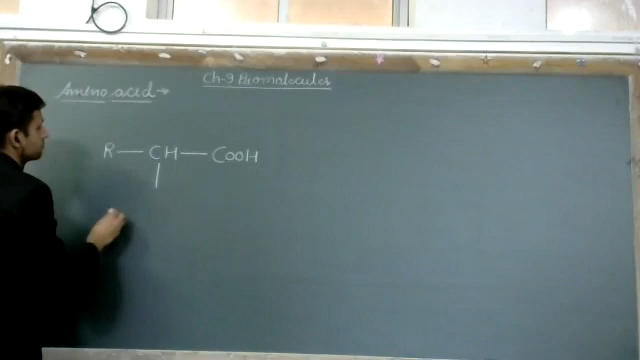 Ch-9 Biomolecules
Amino acid →
R — CH — COOH
|